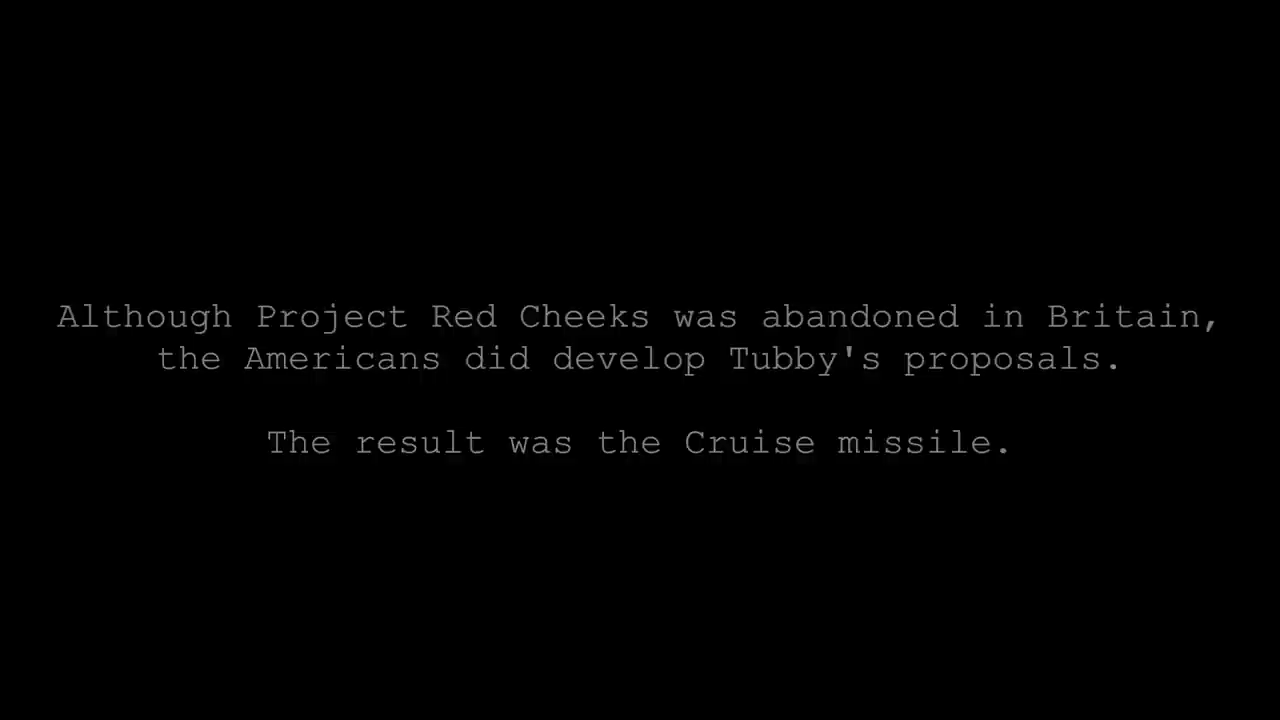 Although Project Red Cheeks was abandoned in Britain,
the Americans did develop Tubby's proposals.
The result was the Cruise missile.